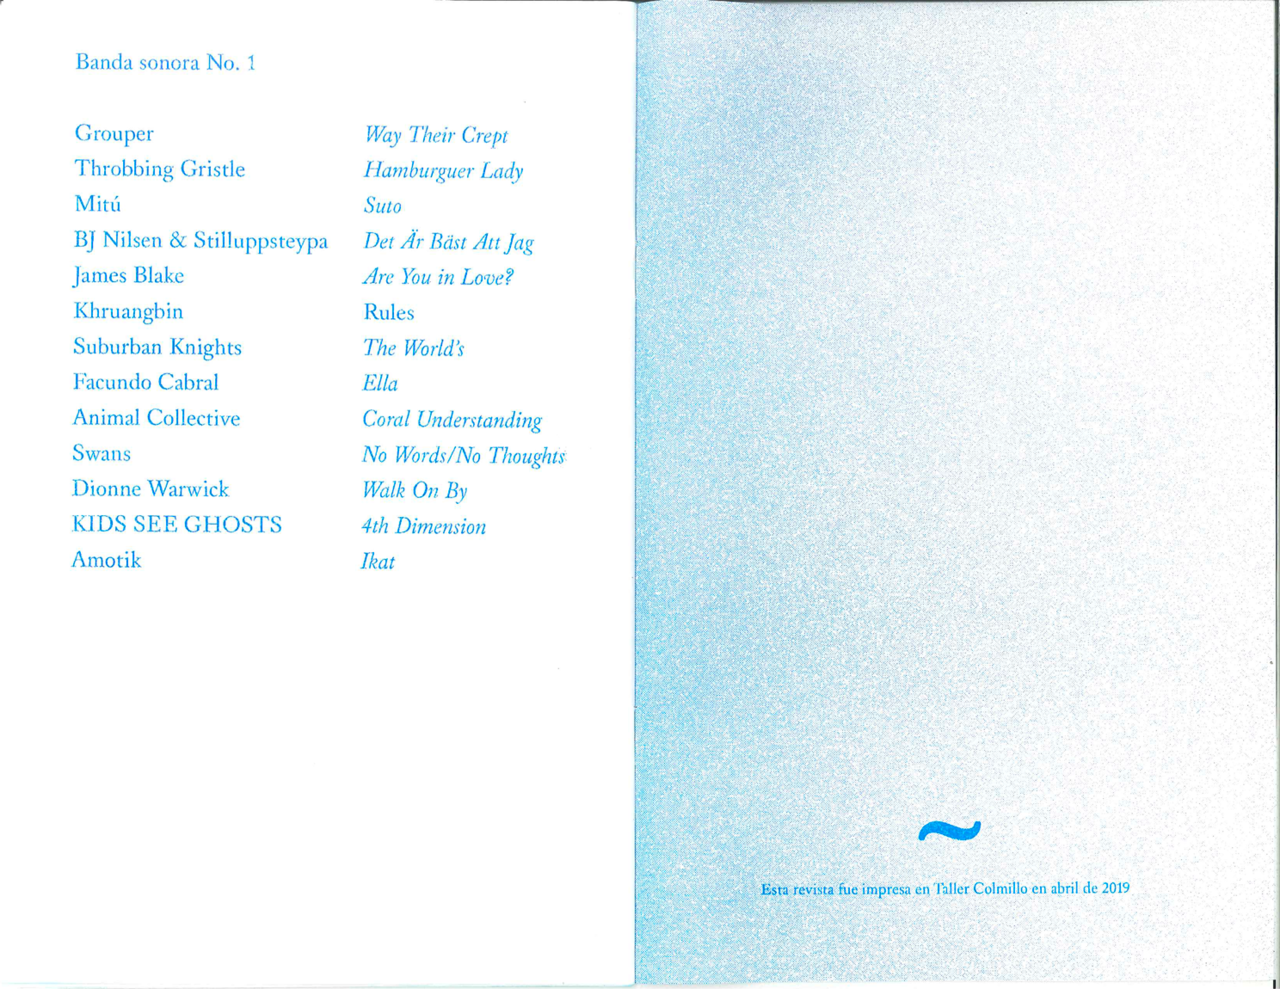 Banda sonora No. 1
Grouper Way Their Crept
Throbbing Gristle Hamburguer Lady
Mitú Suto
BJ Nilsen & Stilluppsteypa Det Är Bäst Att Jag
James Blake Are You in Love?
Khruangbin Rules
Suburban Knights The World's
Facundo Cabral Ella
Animal Collective Coral Understanding
Swans No Words/No Thoughts
Dionne Warwick Walk On By
KIDS SEE GHOSTS 4th Dimension
Amotik Ikat
~
Esta revista fue impresa en Taller Colmillo en abril de 2019